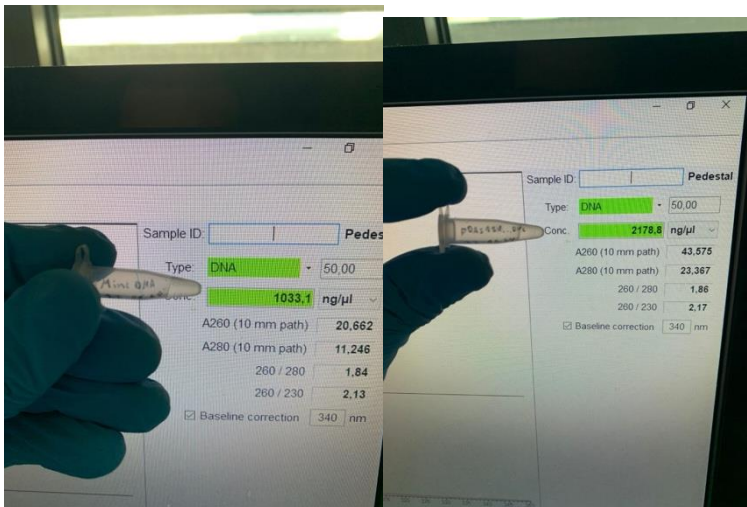 Sample ID: Pedes
Type: DNA 50,00
Conc. 1033,1 ng/µl
A260 (10 mm path) 20,662
A280 (10 mm path) 11,246
260 / 280 1,84
260 / 230 2,13
Baseline correction 340 nm
Mini DNA
Sample ID: Pedestal
Type: DNA 50,00
Conc. 2178,8 ng/µl
A260 (10 mm path) 43,575
A280 (10 mm path) 23,367
260 / 280 1,86
260 / 230 2,17
Baseline correction 340 nm